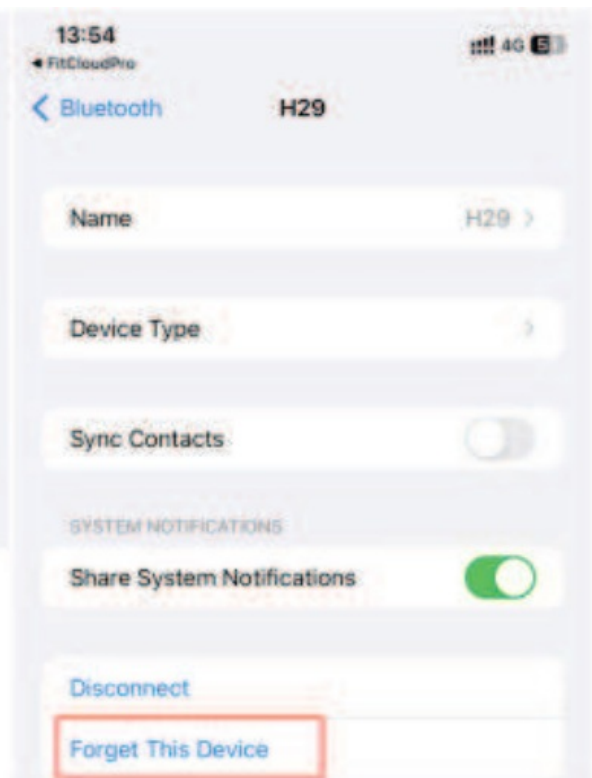 13:54
4G 5
◀ FitCloudPro
Bluetooth H29
Name H29
Device Type
Sync Contacts
SYSTEM NOTIFICATIONS
Share System Notifications
Disconnect
Forget This Device